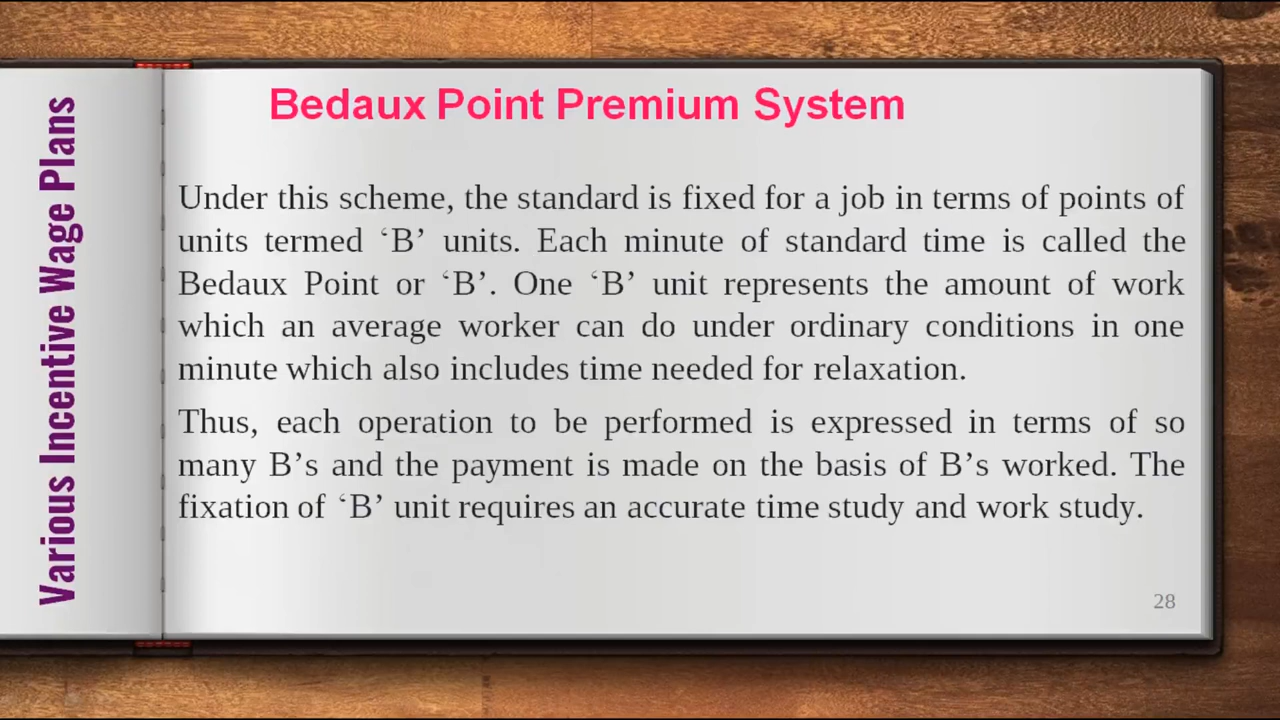 Various Incentive Wage Plans
Bedaux Point Premium System
Under this scheme, the standard is fixed for a job in terms of points of
units termed ‘B’ units. Each minute of standard time is called the
Bedaux Point or ‘B’. One ‘B’ unit represents the amount of work
which an average worker can do under ordinary conditions in one
minute which also includes time needed for relaxation.
Thus, each operation to be performed is expressed in terms of so
many B’s and the payment is made on the basis of B’s worked. The
fixation of ‘B’ unit requires an accurate time study and work study.
28